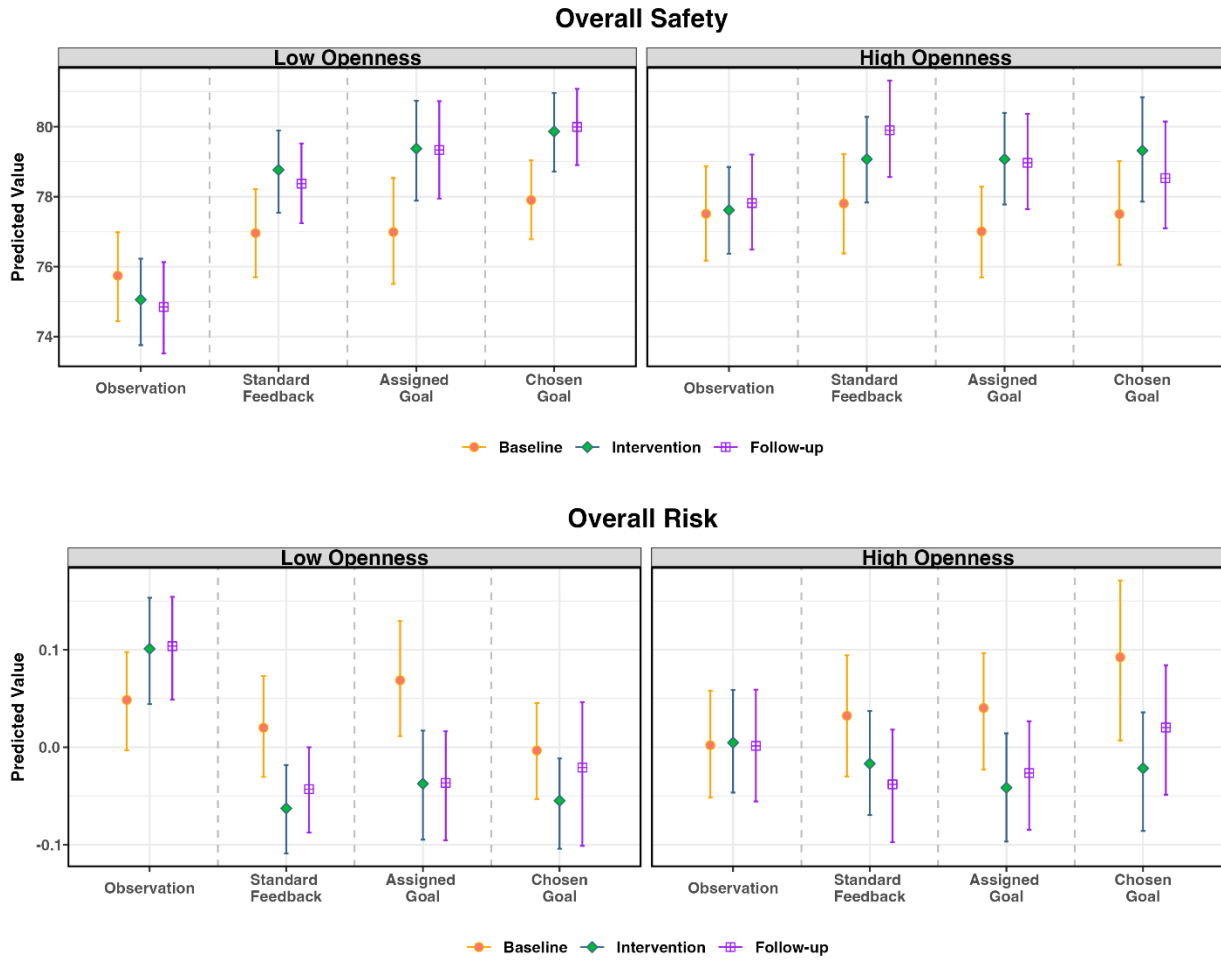 Overall Safety
Low Openness
High Openness
Predicted Value
80
78
76
74
Observation
Standard
Feedback
Assigned
Goal
Chosen
Goal
Observation
Standard
Feedback
Assigned
Goal
Chosen
Goal
Baseline
Intervention
Follow-up
Overall Risk
Low Openness
High Openness
Predicted Value
0.1
0.0
-0.1
Observation
Standard
Feedback
Assigned
Goal
Chosen
Goal
Observation
Standard
Feedback
Assigned
Goal
Chosen
Goal
Baseline
Intervention
Follow-up